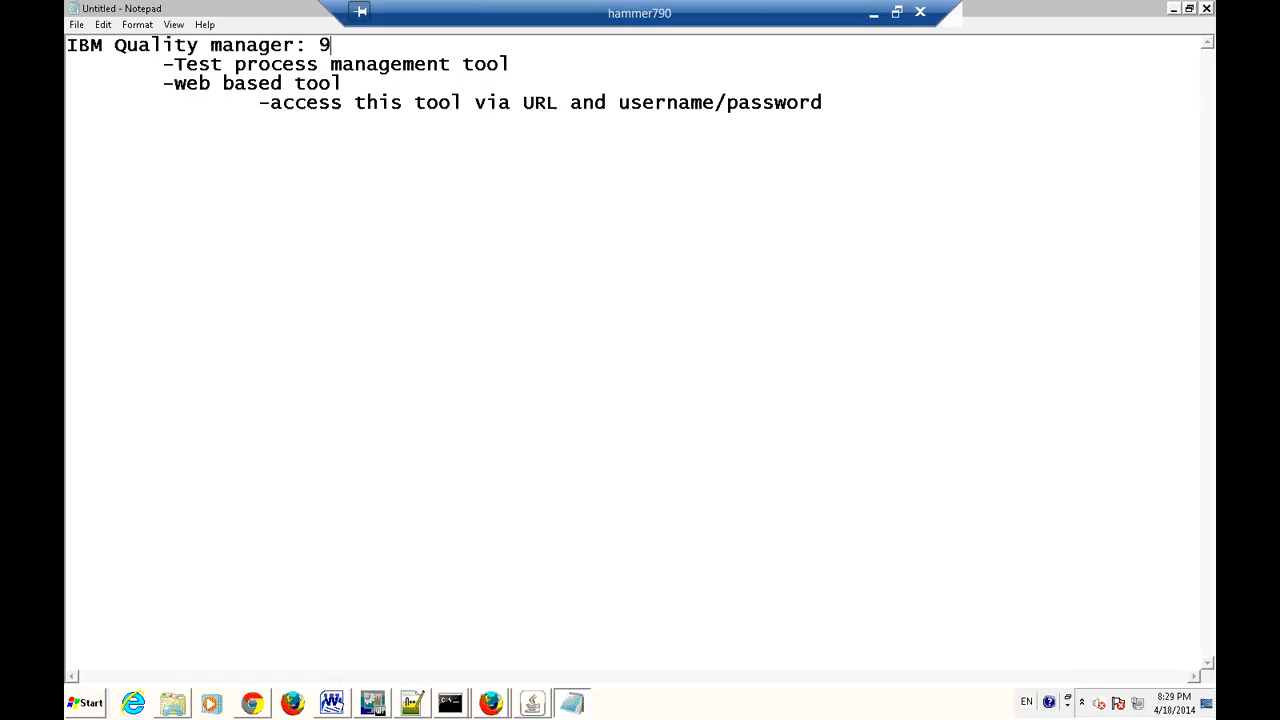 Untitled - Notepad
hammer790
File Edit Format View Help
IBM Quality manager: 9
-Test process management tool
-web based tool
-access this tool via URL and username/password
Start
EN
8:29 PM
4/18/2014